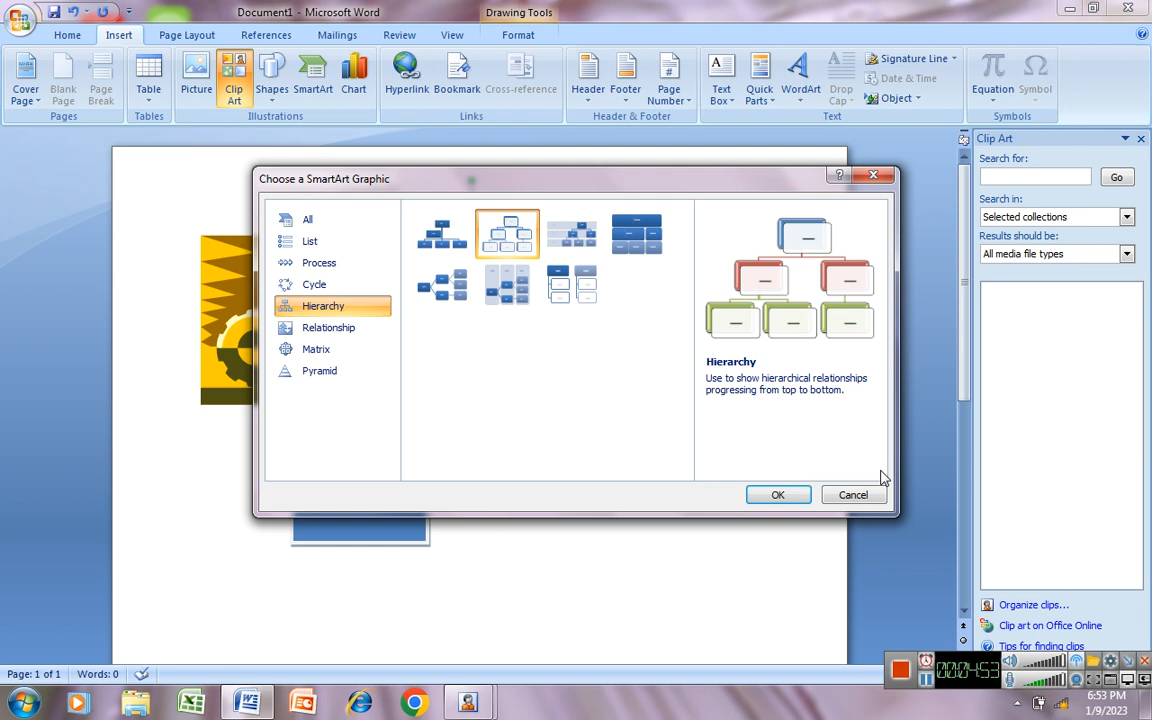 Document1 - Microsoft Word
Drawing Tools
Home Insert Page Layout References Mailings Review View Format
Cover Page
Blank Page
Page Break
Table
Picture
Clip Art
Shapes
SmartArt
Chart
Hyperlink
Bookmark
Cross-reference
Header
Footer
Page Number
Text Box
Quick Parts
WordArt
Drop Cap
Signature Line
Date & Time
Object
Equation
Symbol
Pages Tables Illustrations Links Header & Footer Text Symbols
Choose a SmartArt Graphic
All
List
Process
Cycle
Hierarchy
Relationship
Matrix
Pyramid
Hierarchy
Use to show hierarchical relationships
progressing from top to bottom.
OK Cancel
Clip Art
Search for:
Go
Search in:
Selected collections
Results should be:
All media file types
Organize clips...
Clip art on Office Online
Tips for finding clips
Page: 1 of 1 Words: 0
00:04:53
6:53 PM
1/9/2023